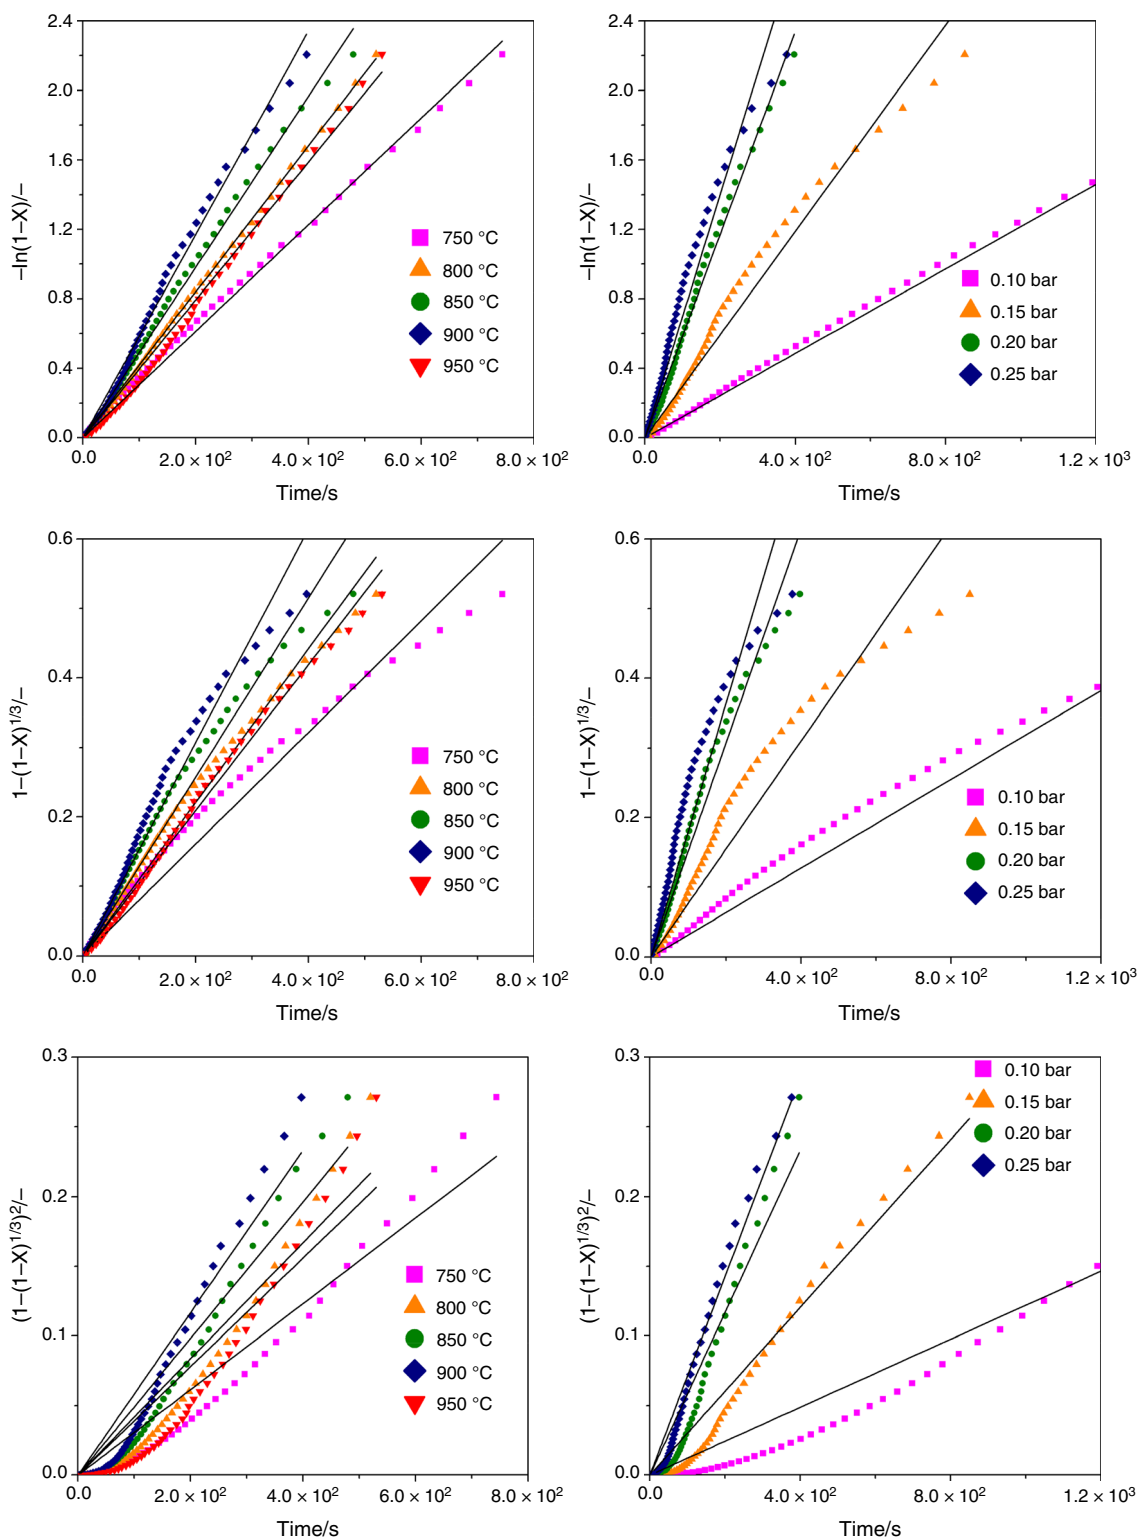 2.4
2.0
1.6
1.2
0.8
0.4
0.0
–ln(1–X)/–
750 °C
800 °C
850 °C
900 °C
950 °C
0.0
2.0 × 10²
4.0 × 10²
6.0 × 10²
8.0 × 10²
Time/s
2.4
2.0
1.6
1.2
0.8
0.4
0.0
–ln(1–X)/–
0.10 bar
0.15 bar
0.20 bar
0.25 bar
0.0
4.0 × 10²
8.0 × 10²
1.2 × 10³
Time/s
0.6
0.4
0.2
0.0
1–(1–X)¹ᐟ³/–
750 °C
800 °C
850 °C
900 °C
950 °C
0.0
2.0 × 10²
4.0 × 10²
6.0 × 10²
8.0 × 10²
Time/s
0.6
0.4
0.2
0.0
1–(1–X)¹ᐟ³/–
0.10 bar
0.15 bar
0.20 bar
0.25 bar
0.0
4.0 × 10²
8.0 × 10²
1.2 × 10³
Time/s
0.3
0.2
0.1
0.0
(1–(1–X)¹ᐟ³)²/–
750 °C
800 °C
850 °C
900 °C
950 °C
0.0
2.0 × 10²
4.0 × 10²
6.0 × 10²
8.0 × 10²
Time/s
0.3
0.2
0.1
0.0
(1–(1–X)¹ᐟ³)²/–
0.10 bar
0.15 bar
0.20 bar
0.25 bar
0.0
4.0 × 10²
8.0 × 10²
1.2 × 10³
Time/s